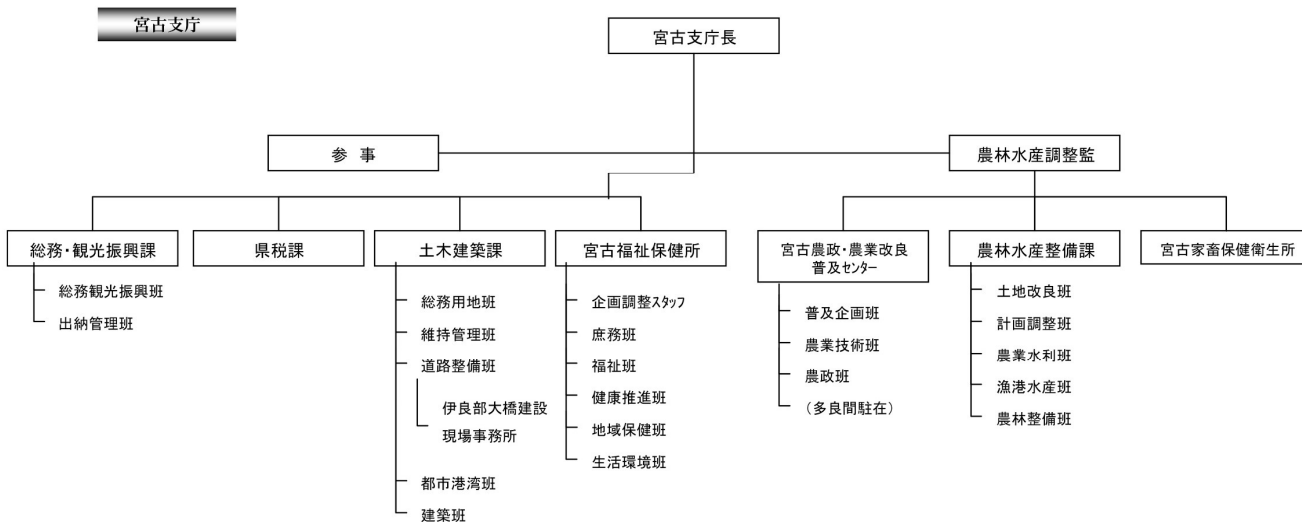 宮古支庁
宮古支庁長
参 事
農林水産調整監
総務・観光振興課
総務観光振興班
出納管理班
県税課
土木建築課
総務用地班
維持管理班
道路整備班
伊良部大橋建設
現場事務所
都市港湾班
建築班
宮古福祉保健所
企画調整ｽﾀｯﾌ
庶務班
福祉班
健康推進班
地域保健班
生活環境班
宮古農政・農業改良
普及ｾﾝﾀｰ
普及企画班
農業技術班
農政班
(多良間駐在)
農林水産整備課
土地改良班
計画調整班
農業水利班
漁港水産班
農林整備班
宮古家畜保健衛生所